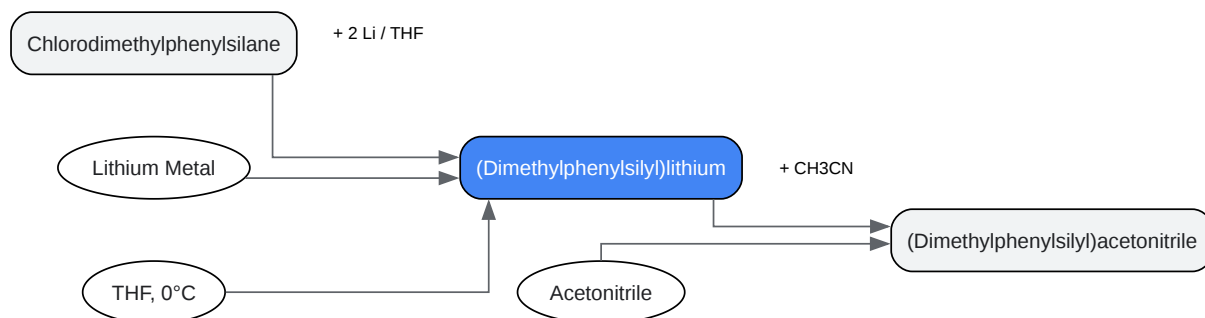 Chlorodimethylphenylsilane
+ 2 Li / THF
Lithium Metal
(Dimethylphenylsilyl)lithium
+ CH3CN
(Dimethylphenylsilyl)acetonitrile
THF, 0°C
Acetonitrile